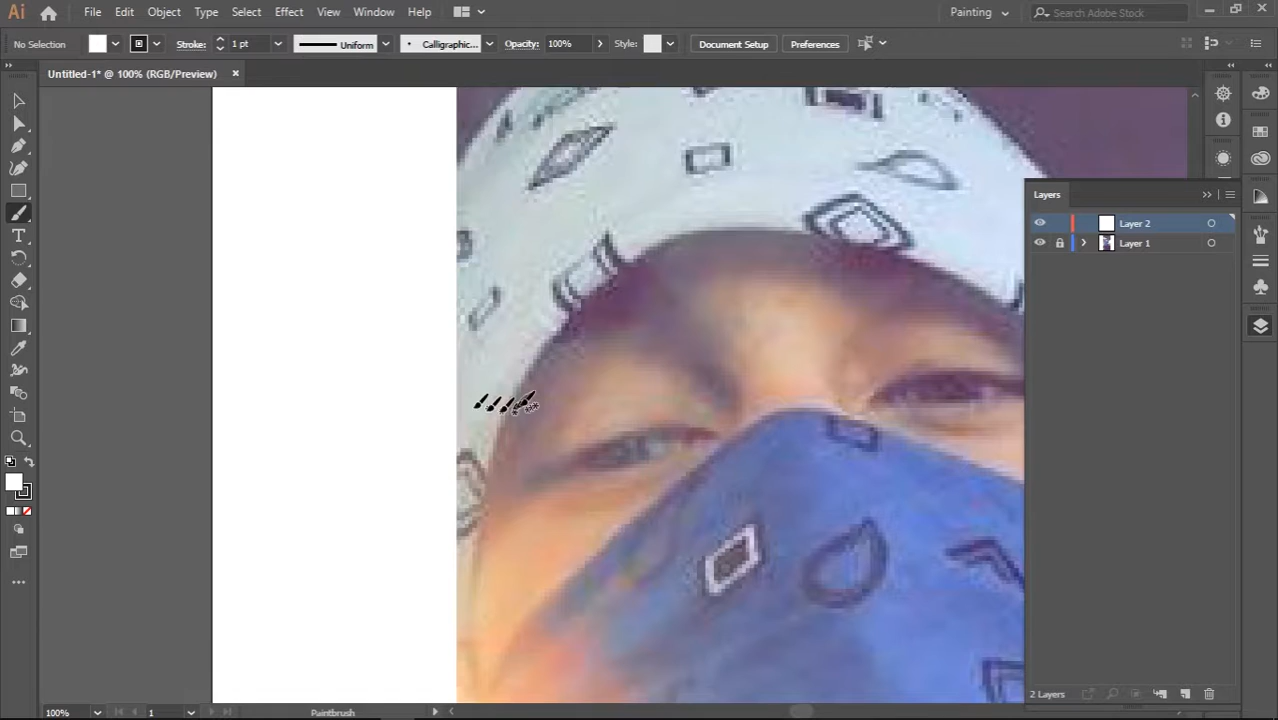 Ai File Edit Object Type Select Effect View Window Help Painting Search Adobe Stock
No Selection Stroke: 1 pt Uniform Calligraphic... Opacity: 100% Style: Document Setup Preferences
Untitled-1* @ 100% (RGB/Preview)
Layers
Layer 2
Layer 1
2 Layers
100% 1 Paintbrush